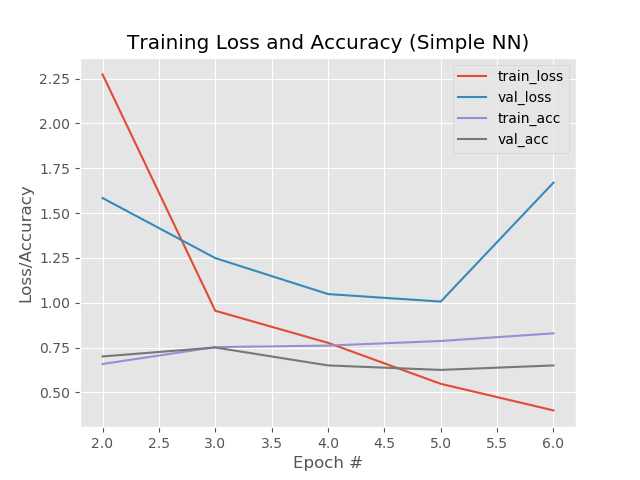 Training Loss and Accuracy (Simple NN)
train_loss
val_loss
train_acc
val_acc
Loss/Accuracy
2.25
2.00
1.75
1.50
1.25
1.00
0.75
0.50
2.0 2.5 3.0 3.5 4.0 4.5 5.0 5.5 6.0
Epoch #